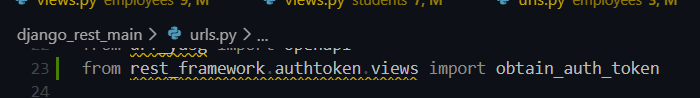 views.py employees 9, M views.py students 7, M urls.py employees 3, M
django_rest_main > urls.py > ...
22 from drf_yasg import openapi
23 from rest_framework.authtoken.views import obtain_auth_token
24